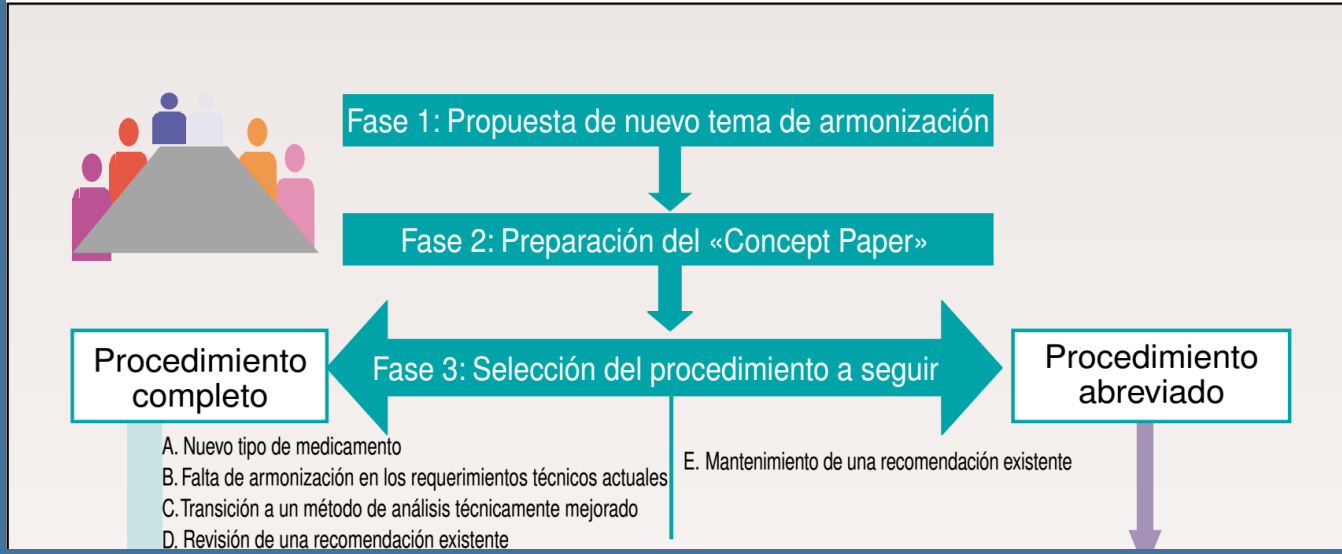 Fase 1: Propuesta de nuevo tema de armonización
Fase 2: Preparación del «Concept Paper»
Procedimiento
completo
Fase 3: Selección del procedimiento a seguir
Procedimiento
abreviado
A. Nuevo tipo de medicamento
B. Falta de armonización en los requerimientos técnicos actuales
C. Transición a un método de análisis técnicamente mejorado
D. Revisión de una recomendación existente
E. Mantenimiento de una recomendación existente